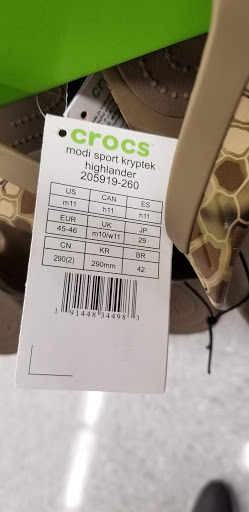 crocs™
modi sport kryptek
highlander
205919-260
US CAN ES
m11 h11 h11
EUR UK JP
45-46 m10/w11 29
CN KR BR
290(2) 290mm 42
1 91448 34498 3